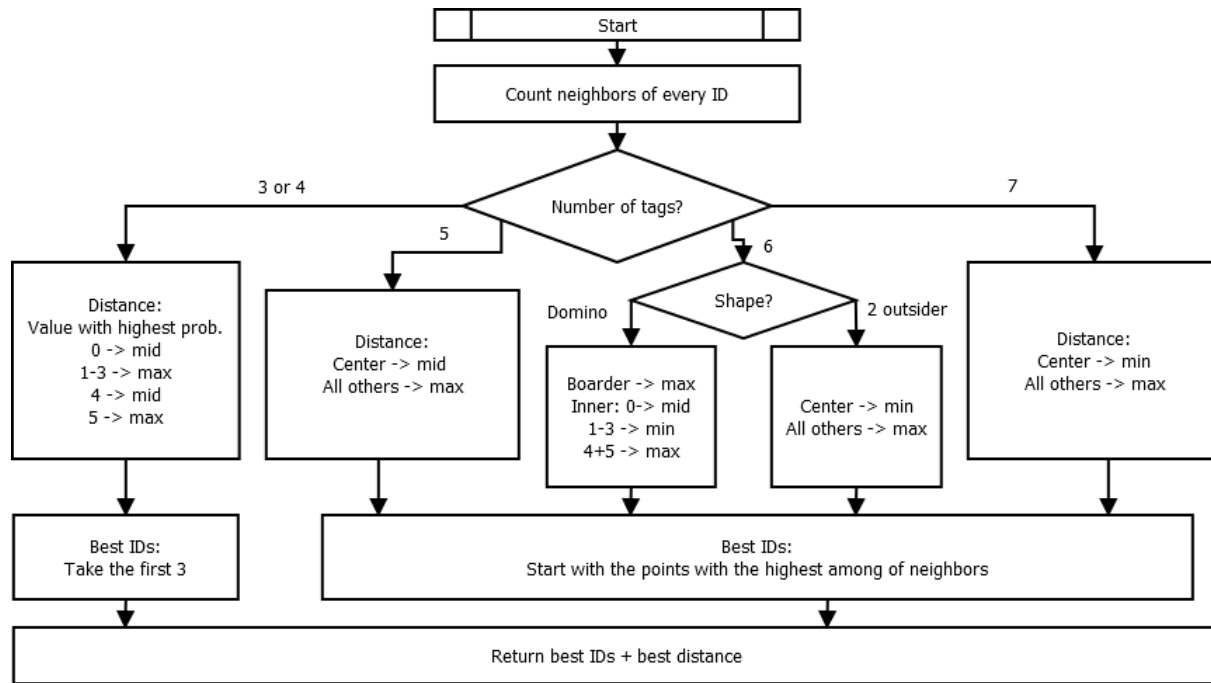 Start
Count neighbors of every ID
Number of tags?
3 or 4
5
6
7
Distance:
Value with highest prob.
0 -> mid
1-3 -> max
4 -> mid
5 -> max
Distance:
Center -> mid
All others -> max
Shape?
Domino
2 outsider
Boarder -> max
Inner: 0-> mid
1-3 -> min
4+5 -> max
Center -> min
All others -> max
Distance:
Center -> min
All others -> max
Best IDs:
Take the first 3
Best IDs:
Start with the points with the highest among of neighbors
Return best IDs + best distance